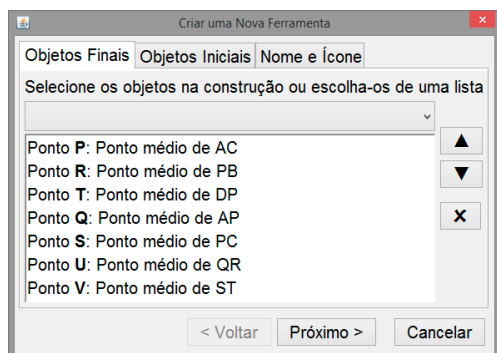 Criar uma Nova Ferramenta
Objetos Finais Objetos Iniciais Nome e Ícone
Selecione os objetos na construção ou escolha-os de uma lista
Ponto P: Ponto médio de AC
Ponto R: Ponto médio de PB
Ponto T: Ponto médio de DP
Ponto Q: Ponto médio de AP
Ponto S: Ponto médio de PC
Ponto U: Ponto médio de QR
Ponto V: Ponto médio de ST
< Voltar Próximo > Cancelar